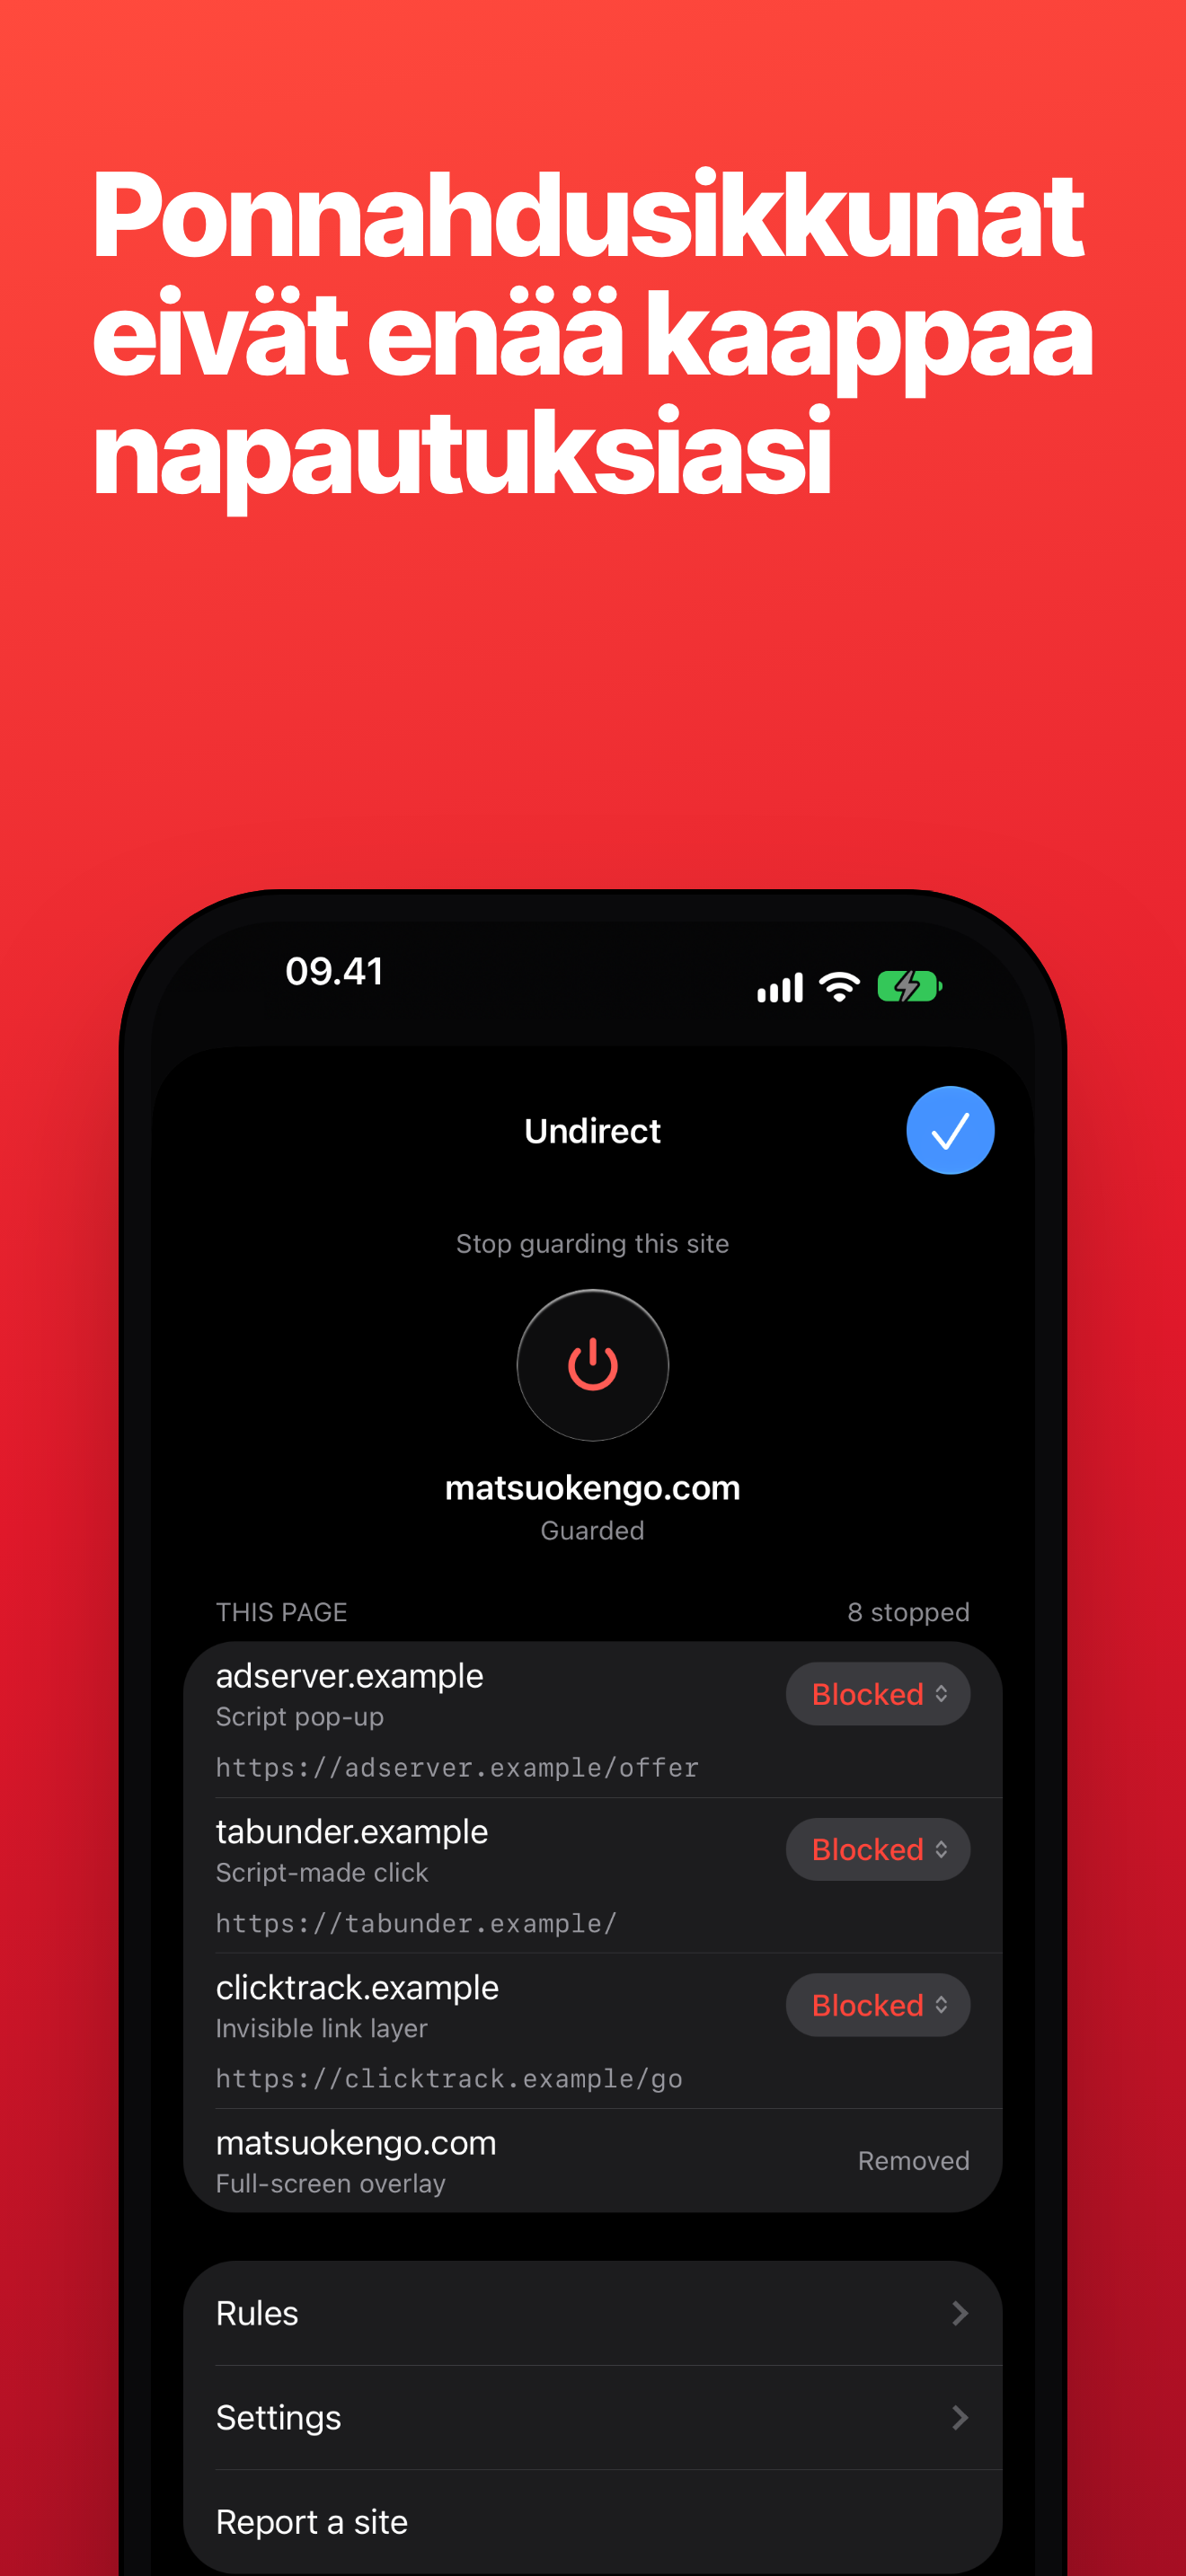 Ponnahdusikkunat
eivät enää kaappaa
napautuksiasi
09.41
Undirect
Stop guarding this site
matsuokengo.com
Guarded
THIS PAGE
8 stopped
adserver.example
Blocked
Script pop-up
https://adserver.example/offer
tabunder.example
Blocked
Script-made click
https://tabunder.example/
clicktrack.example
Blocked
Invisible link layer
https://clicktrack.example/go
matsuokengo.com
Removed
Full-screen overlay
Rules
Settings
Report a site